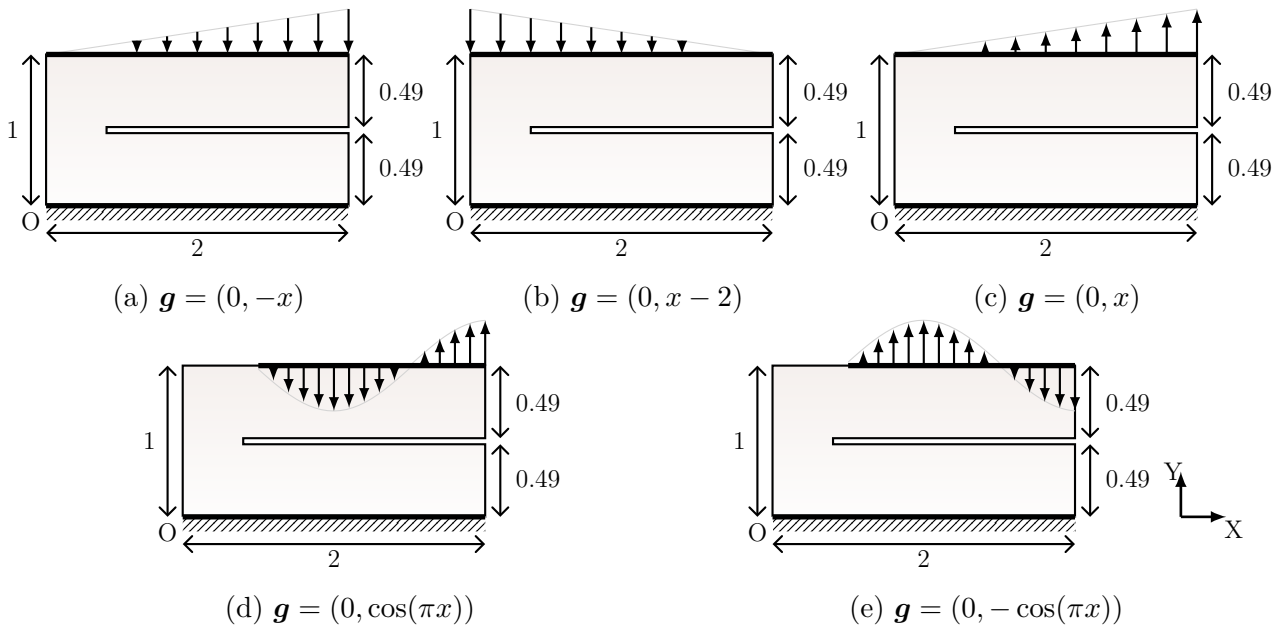 1
0.49
0.49
O
2
(a) g = (0, −x)
1
0.49
0.49
2
(b) g = (0, x − 2)
1
0.49
0.49
O
2
(c) g = (0, x)
1
0.49
0.49
O
2
(d) g = (0, cos(πx))
1
0.49
0.49
O
2
(e) g = (0, − cos(πx))
Y
X